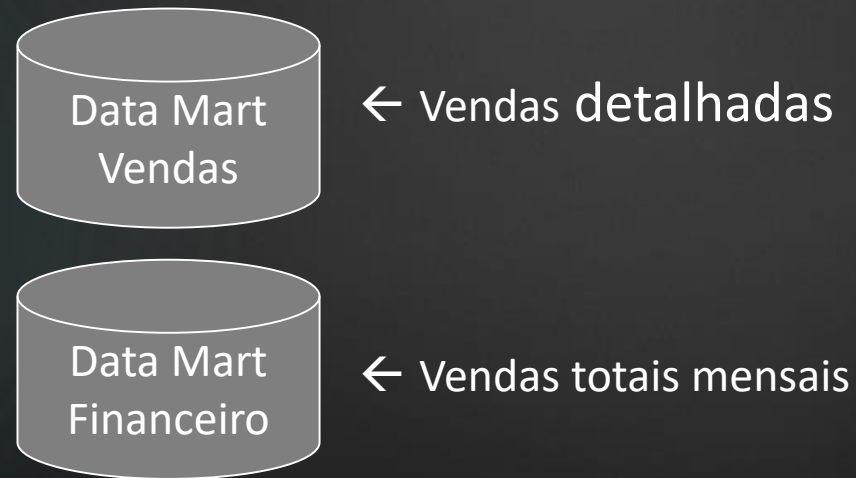 Data Mart
Vendas
← Vendas detalhadas
Data Mart
Financeiro
← Vendas totais mensais